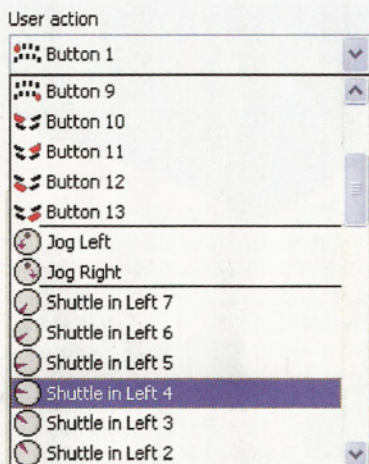 User action
Button 1
Button 9
Button 10
Button 11
Button 12
Button 13
Jog Left
Jog Right
Shuttle in Left 7
Shuttle in Left 6
Shuttle in Left 5
Shuttle in Left 4
Shuttle in Left 3
Shuttle in Left 2